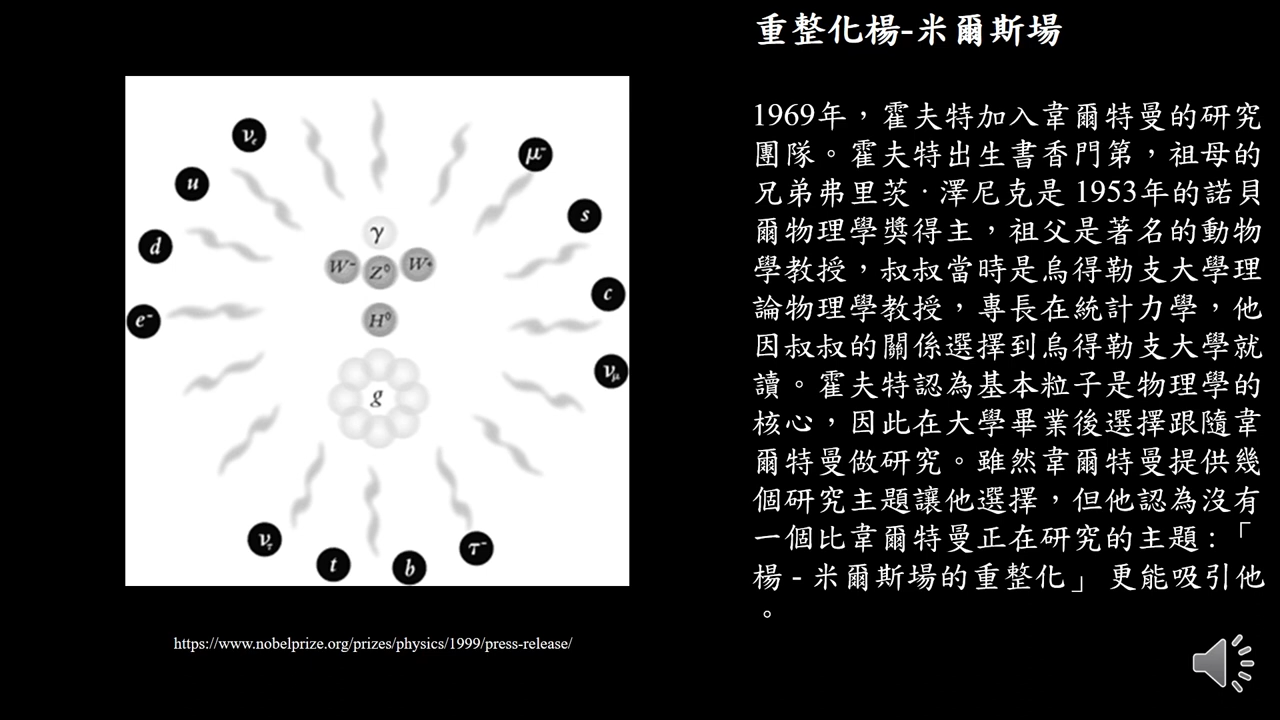 重整化楊-米爾斯場
1969年，霍夫特加入韋爾特曼的研究
團隊。霍夫特出生書香門第，祖母的
兄弟弗里茨·澤尼克是 1953年的諾貝
爾物理學獎得主，祖父是著名的動物
學教授，叔叔當時是烏得勒支大學理
論物理學教授，專長在統計力學，他
因叔叔的關係選擇到烏得勒支大學就
讀。霍夫特認為基本粒子是物理學的
核心，因此在大學畢業後選擇跟隨韋
爾特曼做研究。雖然韋爾特曼提供幾
個研究主題讓他選擇，但他認為沒有
一個比韋爾特曼正在研究的主題：「
楊 - 米爾斯場的重整化」 更能吸引他
。
νe
u
d
e-
μ-
s
c
νμ
γ
W- Z0 W+
H0
g
ντ
t
b
τ-
https://www.nobelprize.org/prizes/physics/1999/press-release/